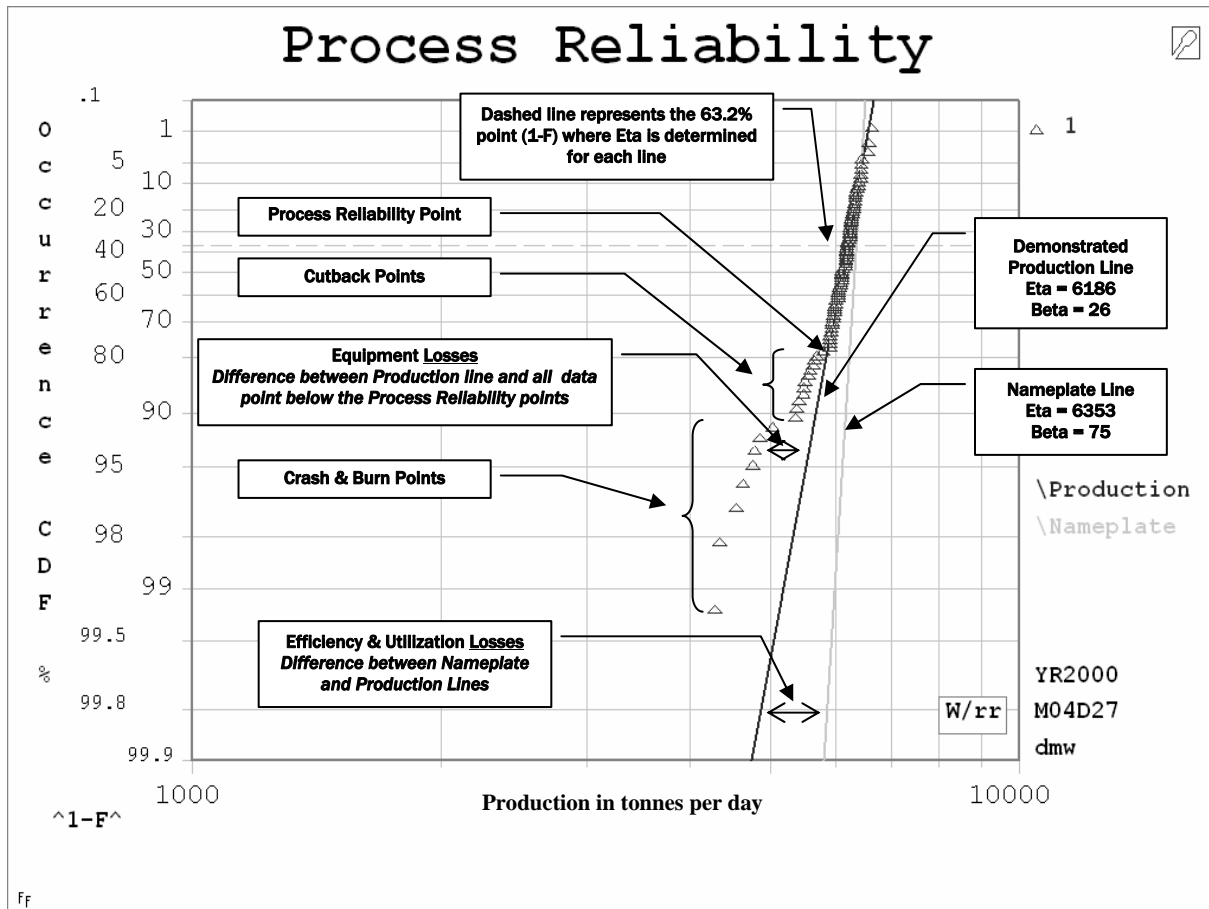 Process Reliability
Occurrence CDF %
.1
1
5
10
20
30
40
50
60
70
80
90
95
98
99
99.5
99.8
99.9
Dashed line represents the 63.2%
point (1-F) where Eta is determined
for each line
Process Reliability Point
Cutback Points
Equipment Losses
Difference between Production line and all data
point below the Process Reliability points
Crash & Burn Points
Efficiency & Utilization Losses
Difference between Nameplate
and Production Lines
1
Demonstrated
Production Line
Eta = 6186
Beta = 26
Nameplate Line
Eta = 6353
Beta = 75
\Production
\Nameplate
W/rr
YR2000
M04D27
dmw
1000
Production in tonnes per day
10000
^1-F^
FF